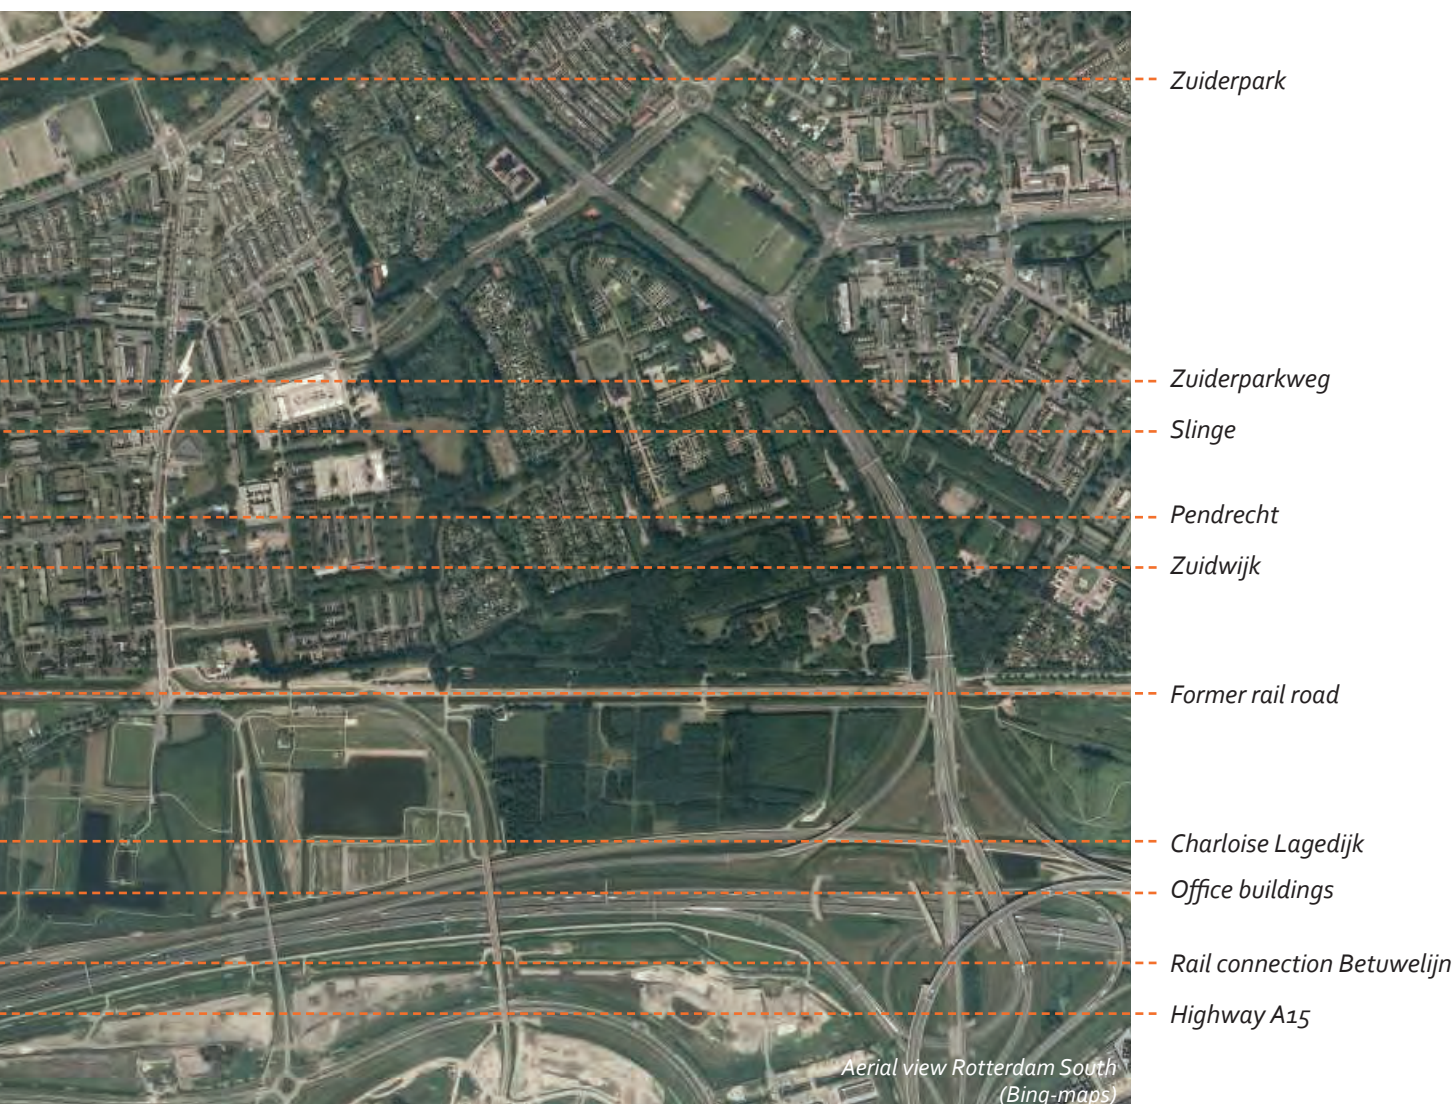 Zuiderpark
Zuiderparkweg
Slinge
Pendrecht
Zuidwijk
Former rail road
Charloise Lagedijk
Office buildings
Rail connection Betuwelijn
Highway A15
Aerial view Rotterdam South
(Bing-maps)